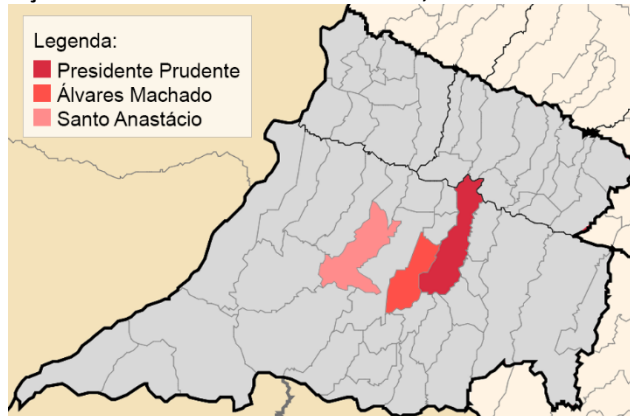 Legenda:
Presidente Prudente
Álvares Machado
Santo Anastácio